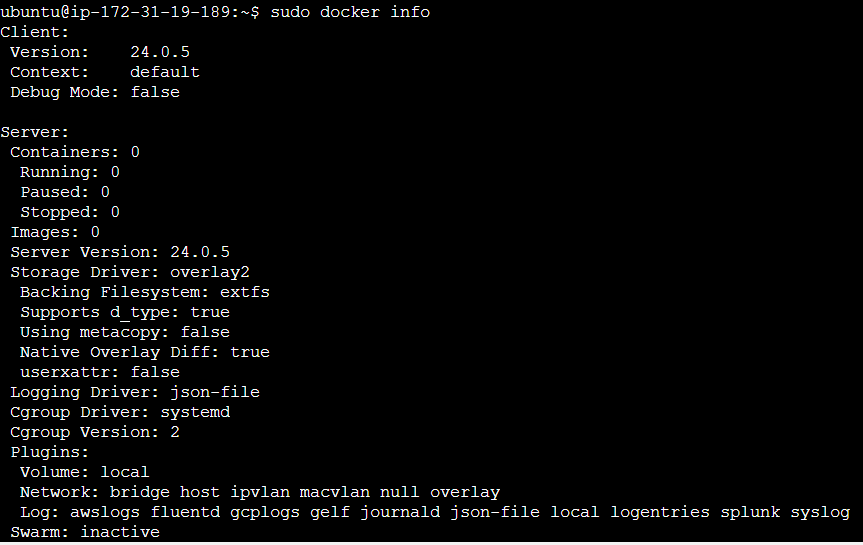 ubuntu@ip-172-31-19-189:~$ sudo docker info
Client:
 Version:    24.0.5
 Context:    default
 Debug Mode: false

Server:
 Containers: 0
  Running: 0
  Paused: 0
  Stopped: 0
 Images: 0
 Server Version: 24.0.5
 Storage Driver: overlay2
  Backing Filesystem: extfs
  Supports d_type: true
  Using metacopy: false
  Native Overlay Diff: true
  userxattr: false
 Logging Driver: json-file
 Cgroup Driver: systemd
 Cgroup Version: 2
 Plugins:
  Volume: local
  Network: bridge host ipvlan macvlan null overlay
  Log: awslogs fluentd gcplogs gelf journald json-file local logentries splunk syslog
 Swarm: inactive